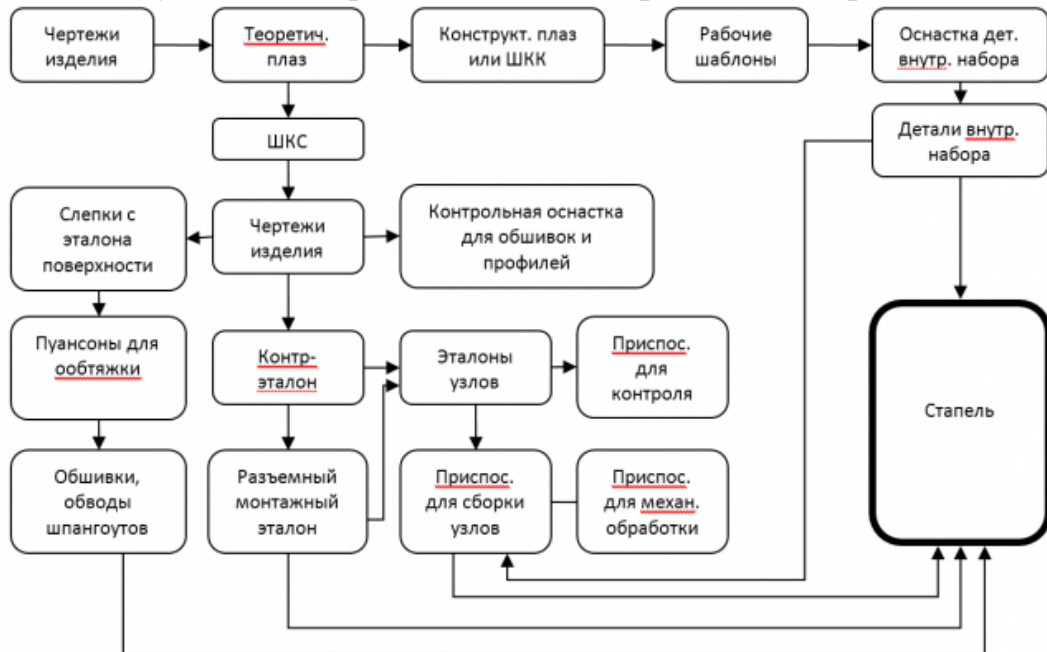 Чертежи
изделия
Теоретич.
плаз
Конструкт. плаз
или ШКК
Рабочие
шаблоны
Оснастка дет.
внутр. набора
ШКС
Детали внутр.
набора
Слепки с
эталона
поверхности
Чертежи
изделия
Контрольная оснастка
для обшивок и
профилей
Пуансоны для
ообтяжки
Контр-
эталон
Эталоны
узлов
Приспос.
для
контроля
Стапель
Обшивки,
обводы
шпангоутов
Разъемный
монтажный
эталон
Приспос.
для сборки
узлов
Приспос.
для механ.
обработки